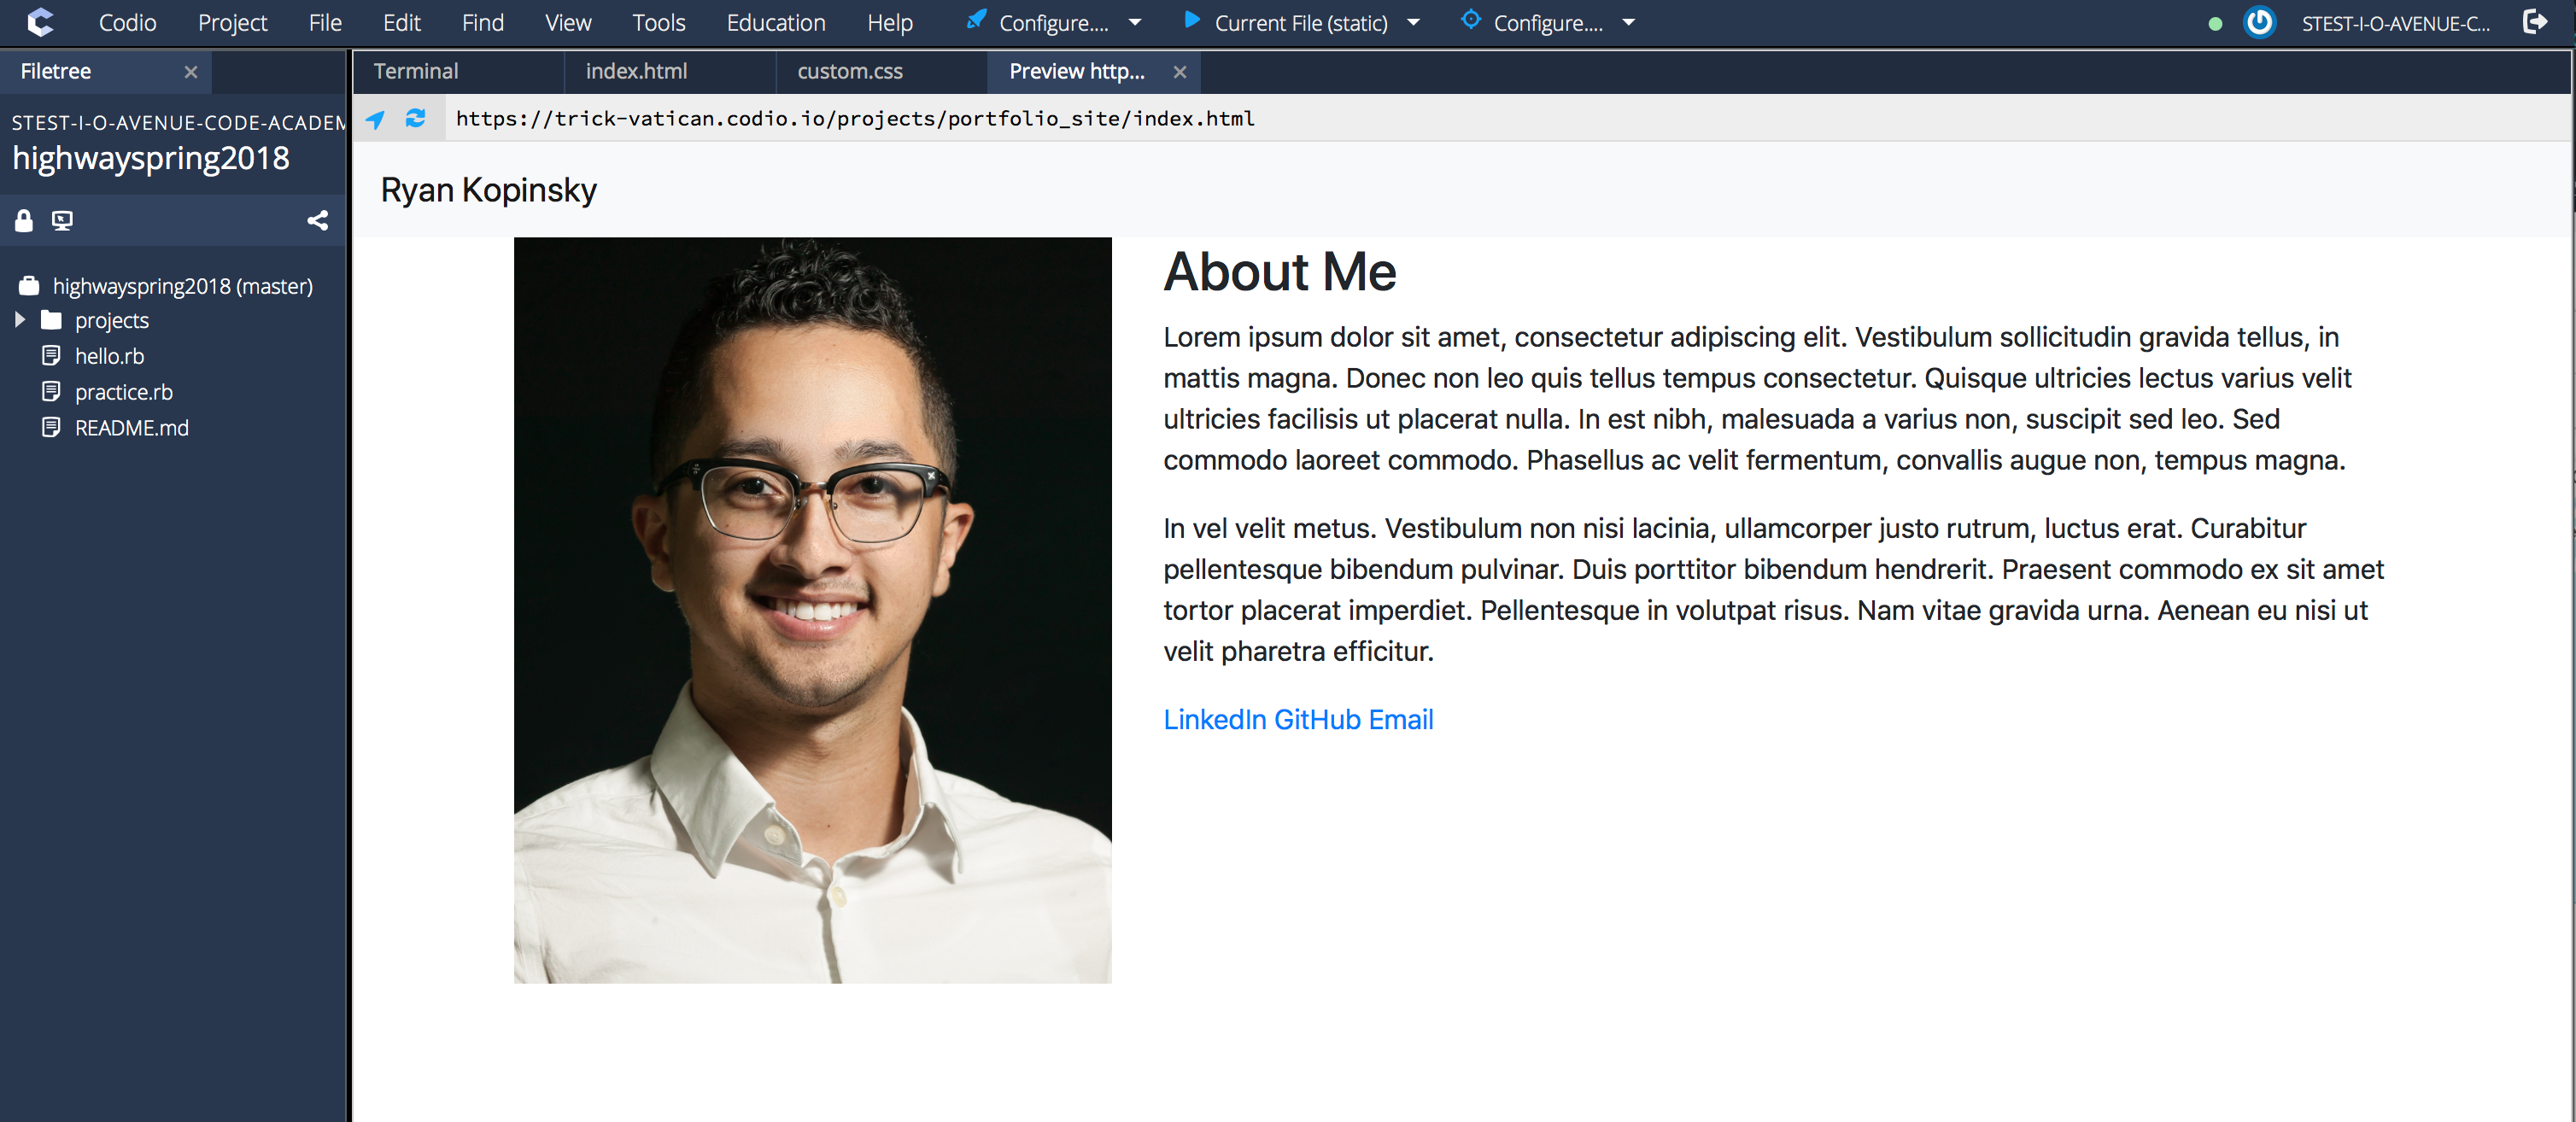 Codio Project File Edit Find View Tools Education Help Configure.... Current File (static) Configure.... STEST-I-O-AVENUE-C...
Filetree
Terminal index.html custom.css Preview http...
https://trick-vatican.codio.io/projects/portfolio_site/index.html
STEST-I-O-AVENUE-CODE-ACADEM
highwayspring2018
highwayspring2018 (master)
projects
hello.rb
practice.rb
README.md
Ryan Kopinsky
About Me
Lorem ipsum dolor sit amet, consectetur adipiscing elit. Vestibulum sollicitudin gravida tellus, in
mattis magna. Donec non leo quis tellus tempus consectetur. Quisque ultricies lectus varius velit
ultricies facilisis ut placerat nulla. In est nibh, malesuada a varius non, suscipit sed leo. Sed
commodo laoreet commodo. Phasellus ac velit fermentum, convallis augue non, tempus magna.
In vel velit metus. Vestibulum non nisi lacinia, ullamcorper justo rutrum, luctus erat. Curabitur
pellentesque bibendum pulvinar. Duis porttitor bibendum hendrerit. Praesent commodo ex sit amet
tortor placerat imperdiet. Pellentesque in volutpat risus. Nam vitae gravida urna. Aenean eu nisi ut
velit pharetra efficitur.
LinkedIn GitHub Email